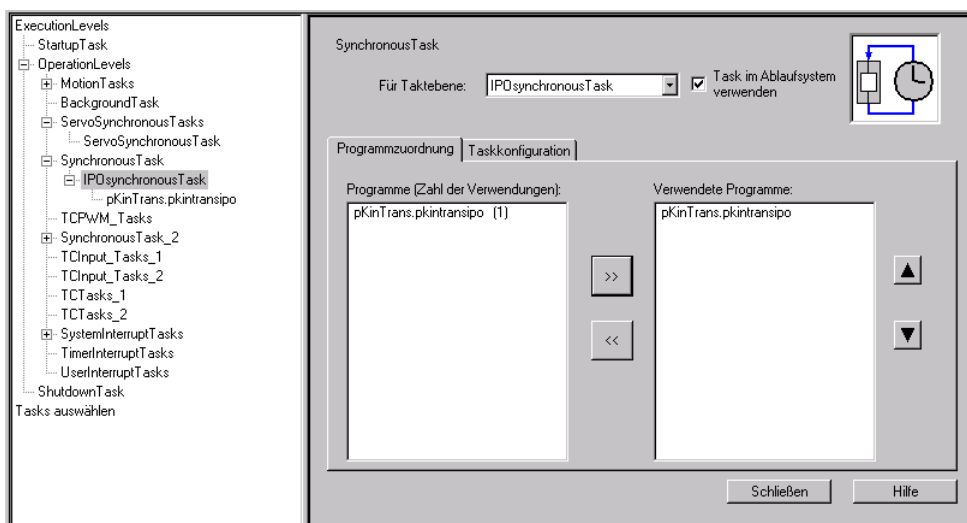 ExecutionLevels
StartupTask
OperationLevels
MotionTasks
BackgroundTask
ServoSynchronousTasks
ServoSynchronousTask
SynchronousTask
IPOsynchronousTask
pKinTrans.pkintransipo
TCPWM_Tasks
SynchronousTask_2
TCInput_Tasks_1
TCInput_Tasks_2
TCTasks_1
TCTasks_2
SystemInterruptTasks
TimerInterruptTasks
UserInterruptTasks
ShutdownTask
Tasks auswählen
SynchronousTask
Für Taktebene:
IPOsynchronousTask
Task im Ablaufsystem
verwenden
Programmzuordnung
Taskkonfiguration
Programme (Zahl der Verwendungen):
pKinTrans.pkintransipo (1)
>>
<<
Verwendete Programme:
pKinTrans.pkintransipo
Schließen
Hilfe